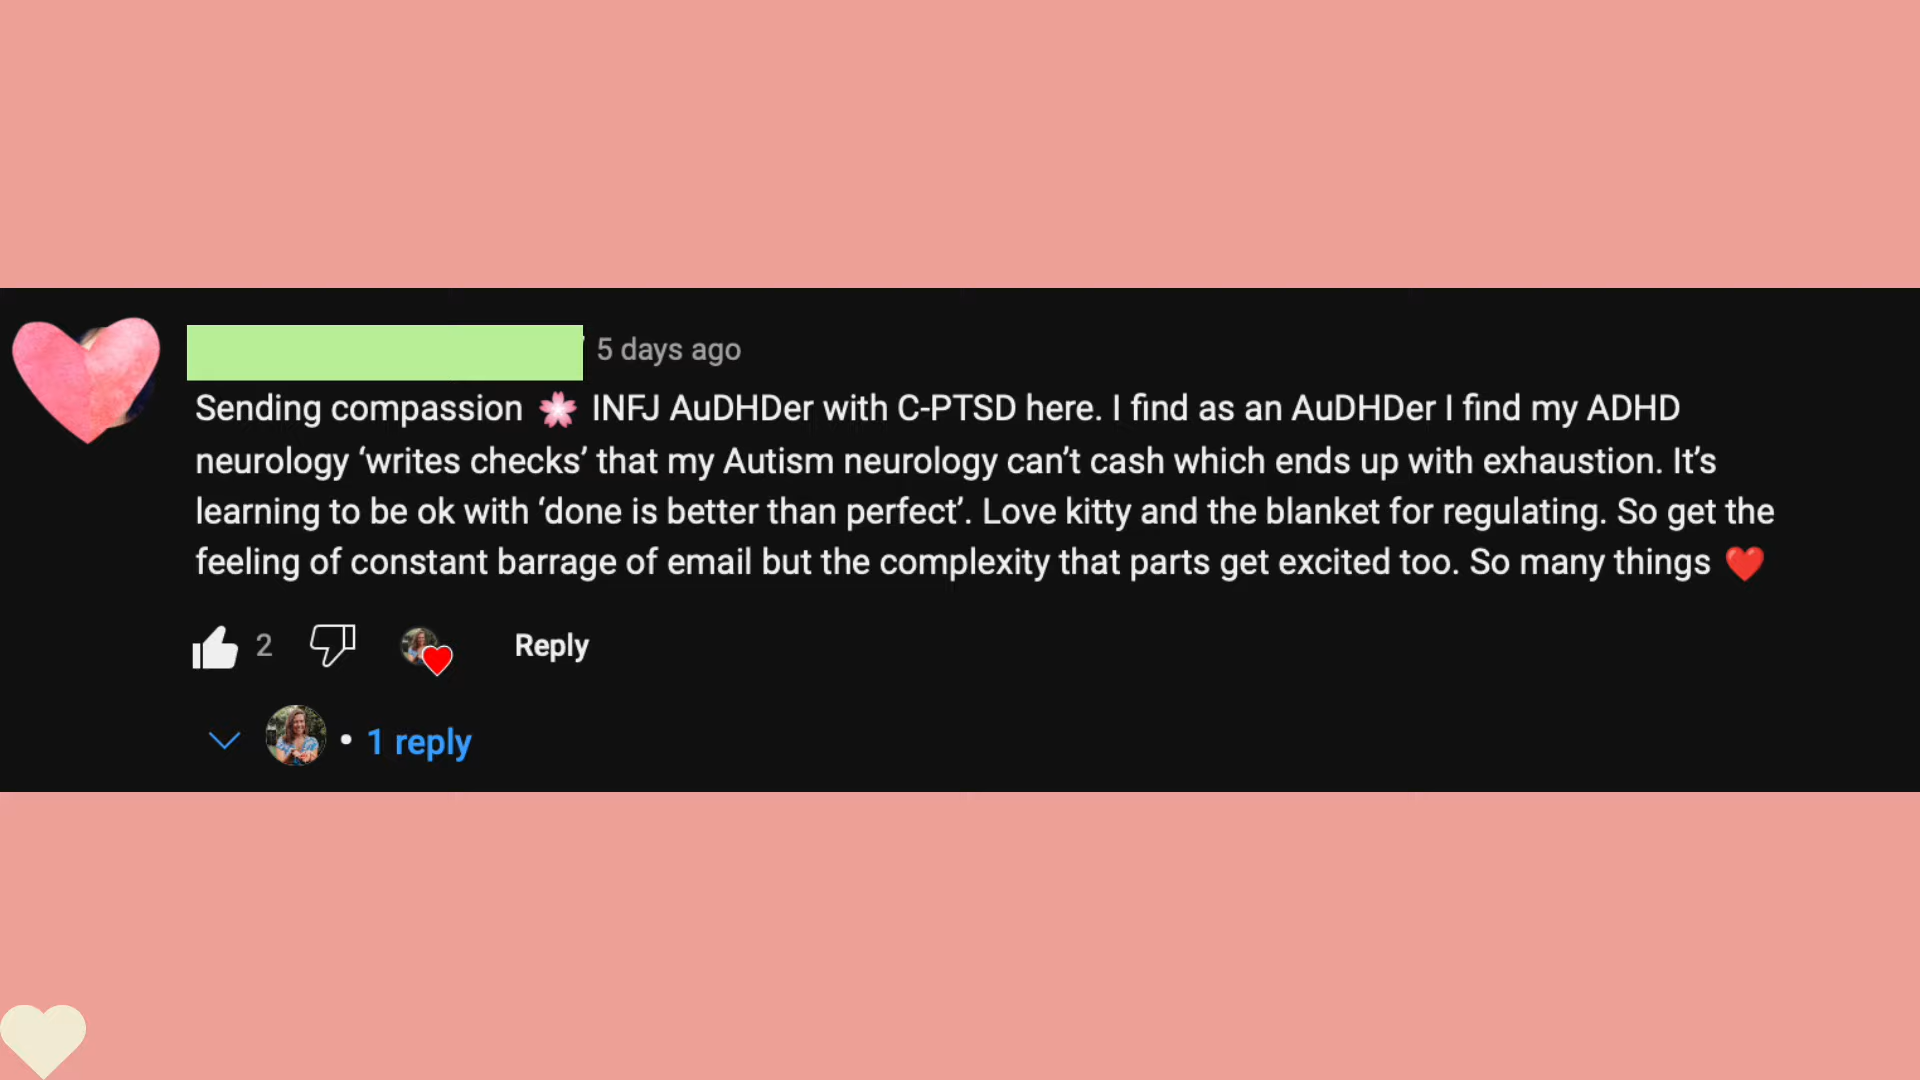 5 days ago
Sending compassion 🌸 INFJ AuDHDer with C-PTSD here. I find as an AuDHDer I find my ADHD
neurology ‘writes checks’ that my Autism neurology can’t cash which ends up with exhaustion. It’s
learning to be ok with ‘done is better than perfect’. Love kitty and the blanket for regulating. So get the
feeling of constant barrage of email but the complexity that parts get excited too. So many things ❤️
2 Reply
• 1 reply